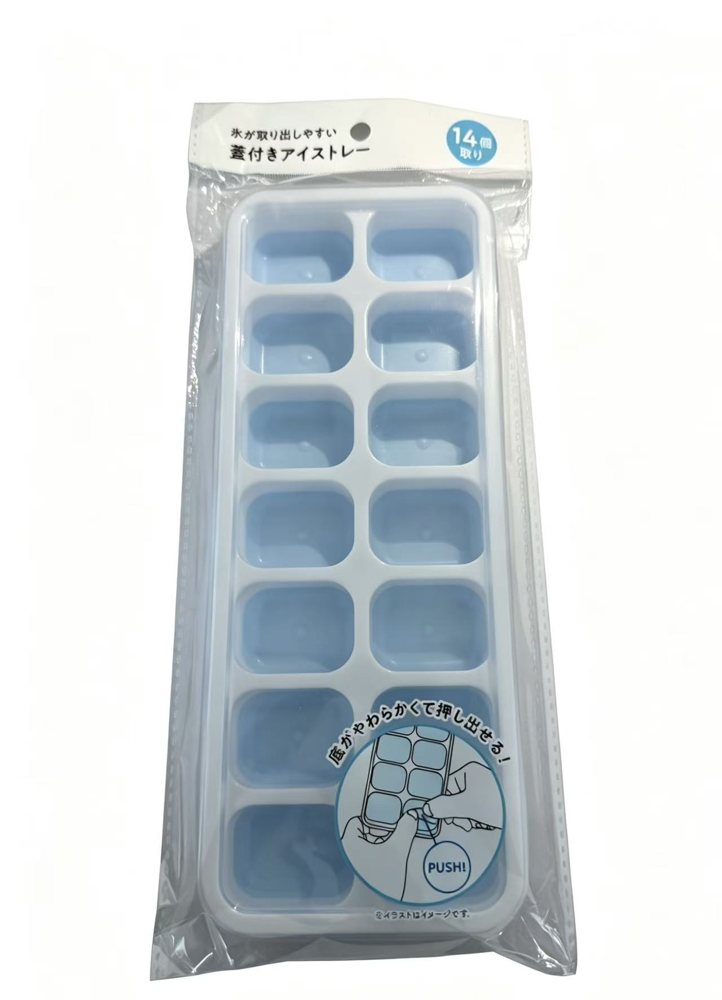 氷が取り出しやすい
蓋付きアイストレー
14個
取り
底がやわらかくて押し出せる!
PUSH!
※イラストはイメージです。